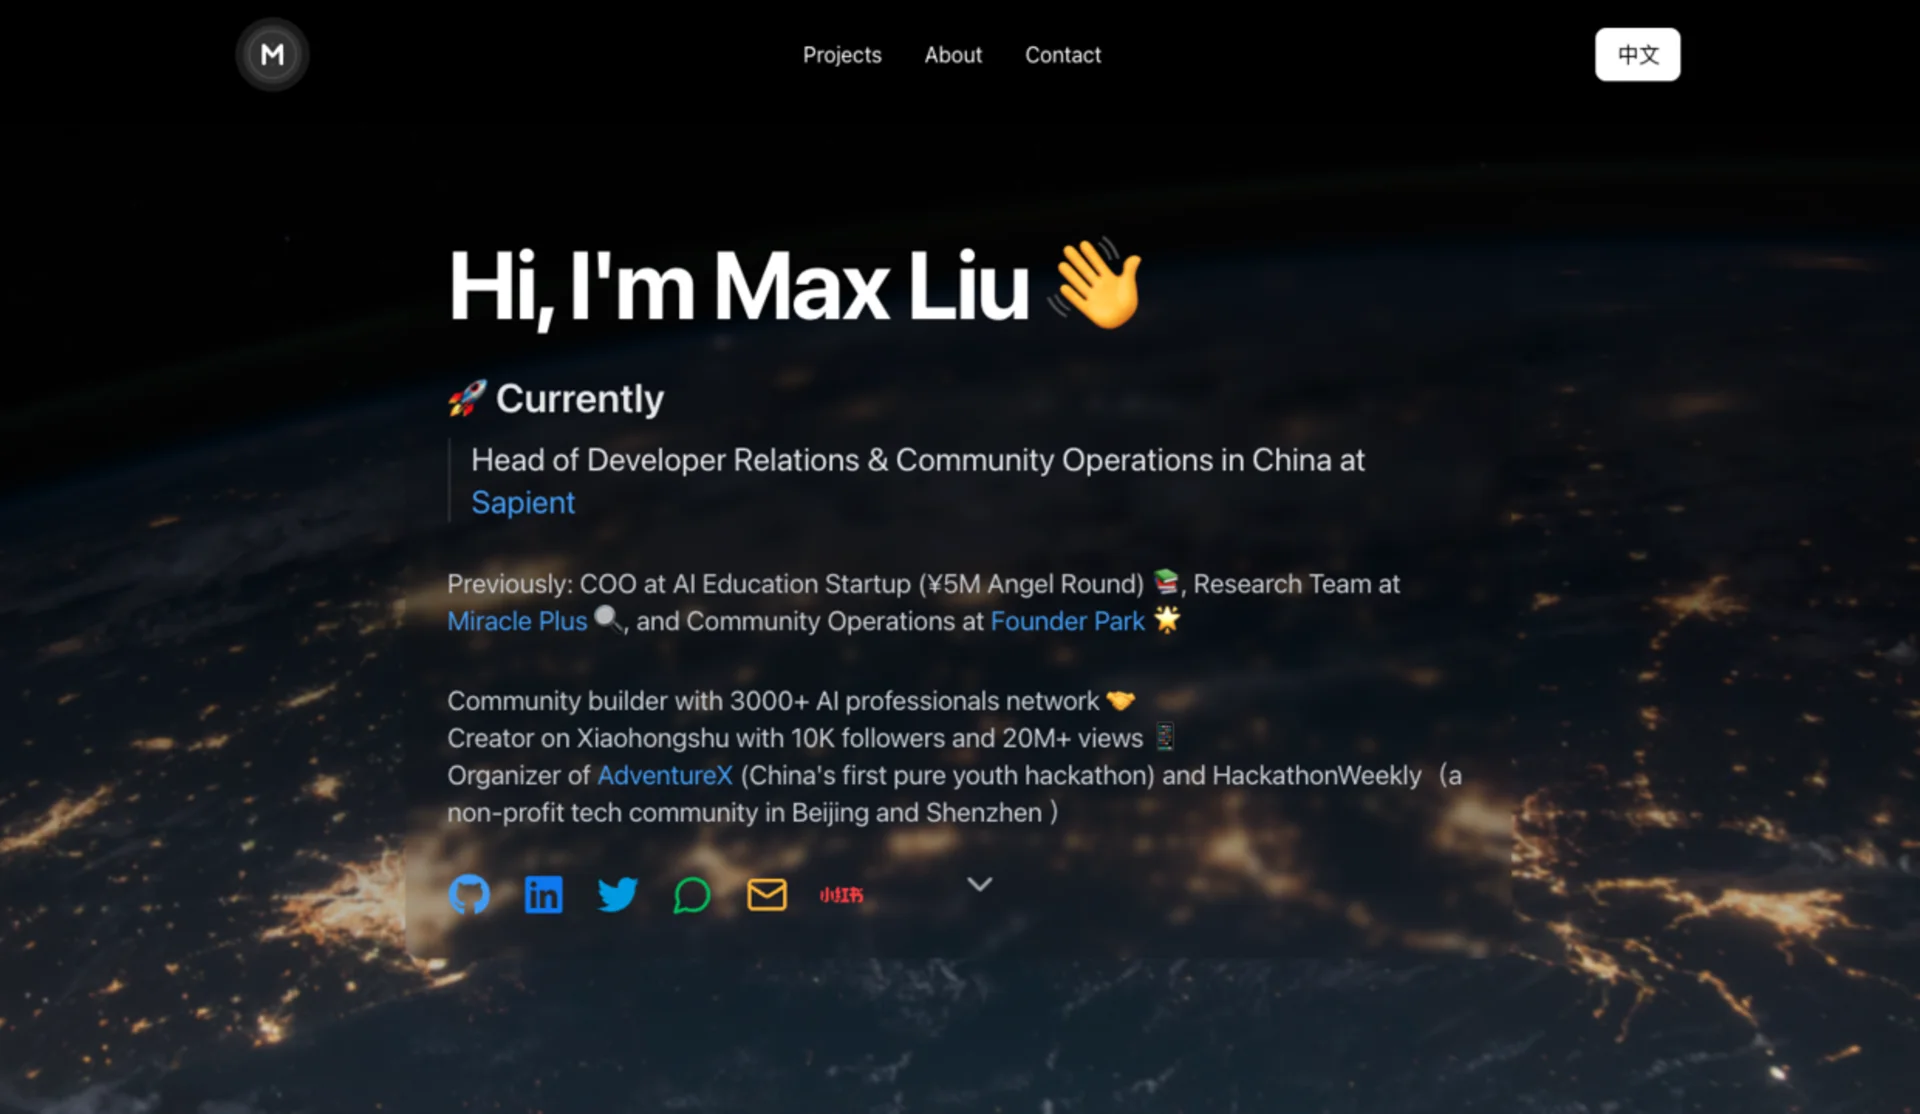 M
Projects About Contact 中文
Hi, I'm Max Liu 👋
🚀 Currently
Head of Developer Relations & Community Operations in China at
Sapient
Previously: COO at AI Education Startup (¥5M Angel Round) 📚, Research Team at
Miracle Plus 🔍, and Community Operations at Founder Park 🌟
Community builder with 3000+ AI professionals network 🤝
Creator on Xiaohongshu with 10K followers and 20M+ views 📱
Organizer of AdventureX (China's first pure youth hackathon) and HackathonWeekly（a
non-profit tech community in Beijing and Shenzhen ）
in 小红书